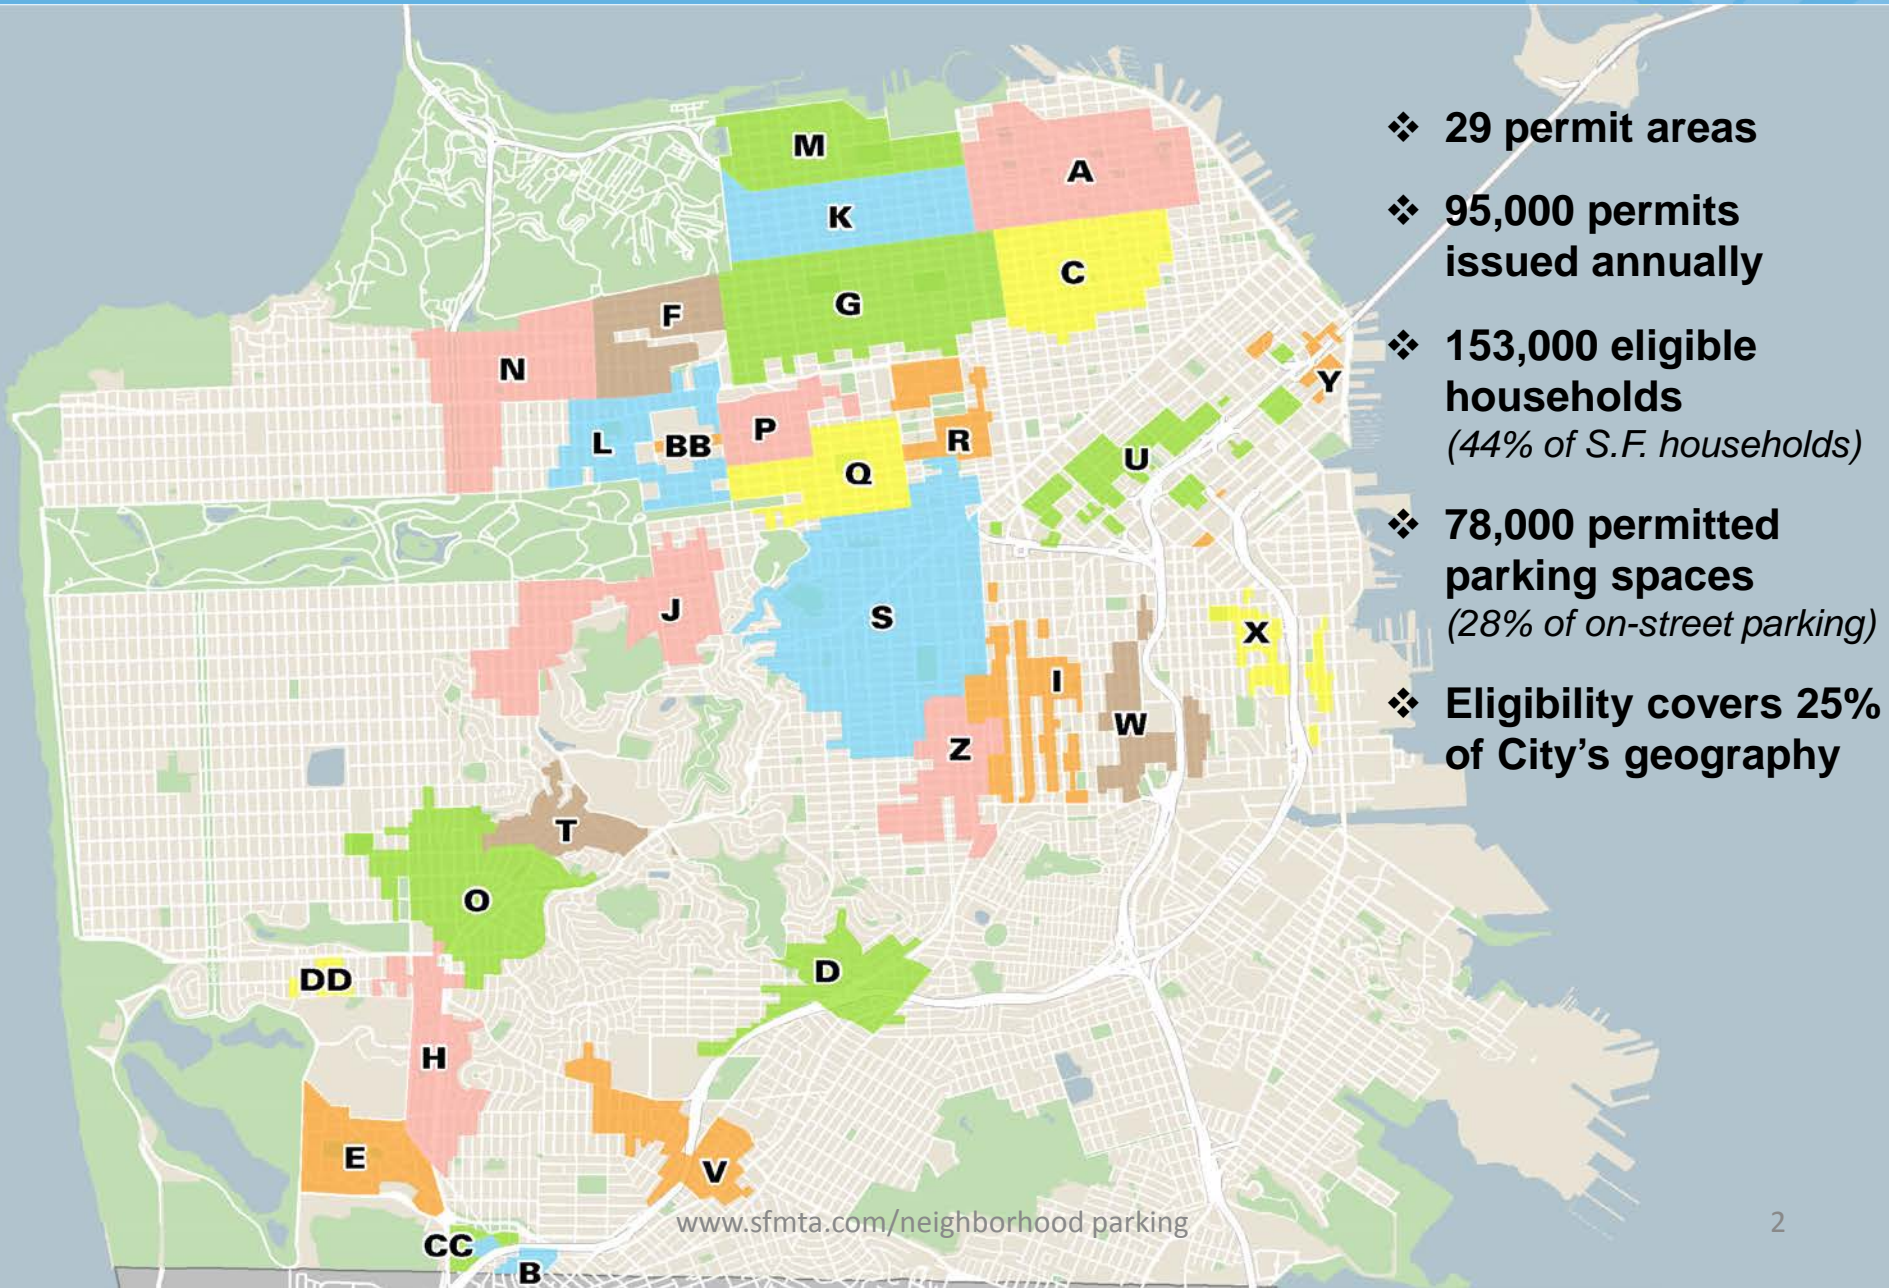 M
A
K
C
G
F
N
Y
P
R
L
BB
U
Q
J
S
X
I
W
Z
T
O
D
DD
H
E
V
CC
B
❖ 29 permit areas
❖ 95,000 permits
issued annually
❖ 153,000 eligible
households
(44% of S.F. households)
❖ 78,000 permitted
parking spaces
(28% of on-street parking)
❖ Eligibility covers 25%
of City’s geography
www.sfmta.com/neighborhood parking
2